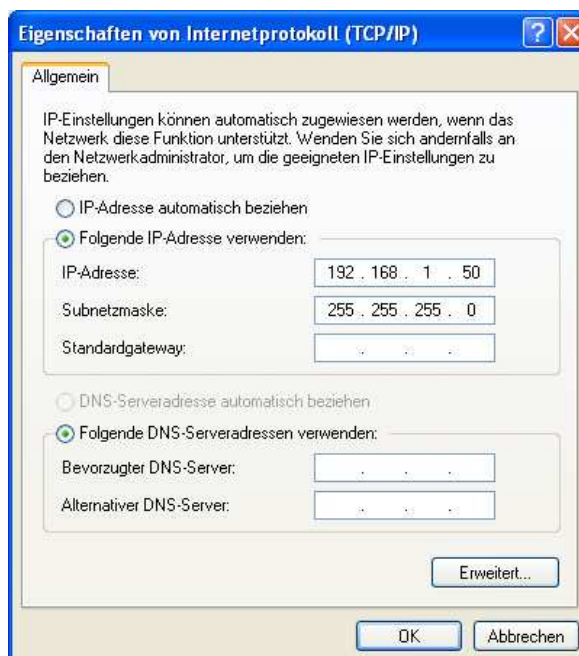 Eigenschaften von Internetprotokoll (TCP/IP)
Allgemein
IP-Einstellungen können automatisch zugewiesen werden, wenn das
Netzwerk diese Funktion unterstützt. Wenden Sie sich andernfalls an
den Netzwerkadministrator, um die geeigneten IP-Einstellungen zu
beziehen.
IP-Adresse automatisch beziehen
Folgende IP-Adresse verwenden:
IP-Adresse: 192 . 168 . 1 . 50
Subnetzmaske: 255 . 255 . 255 . 0
Standardgateway: . . .
DNS-Serveradresse automatisch beziehen
Folgende DNS-Serveradressen verwenden:
Bevorzugter DNS-Server: . . .
Alternativer DNS-Server: . . .
Erweitert...
OK Abbrechen